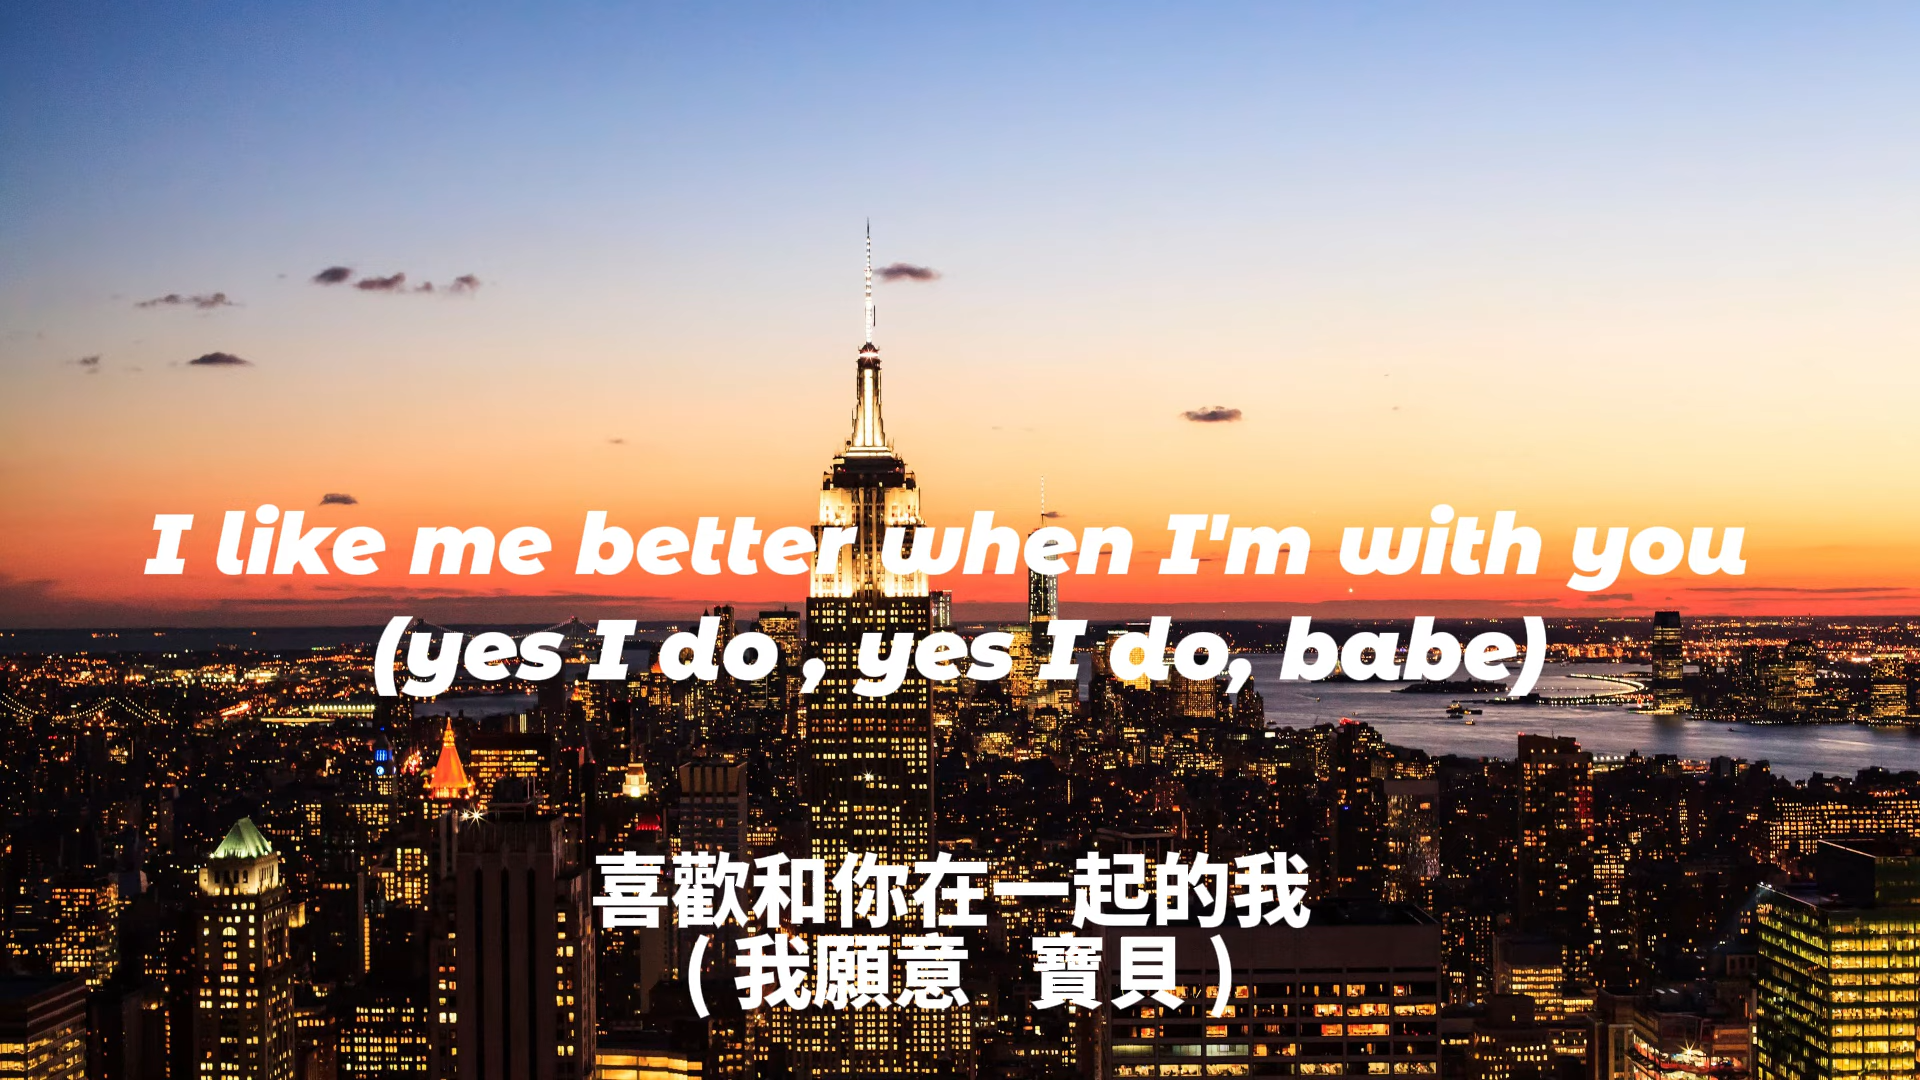 I like me better when I'm with you
(yes I do , yes I do, babe)
喜歡和你在一起的我
( 我願意 寶貝 )